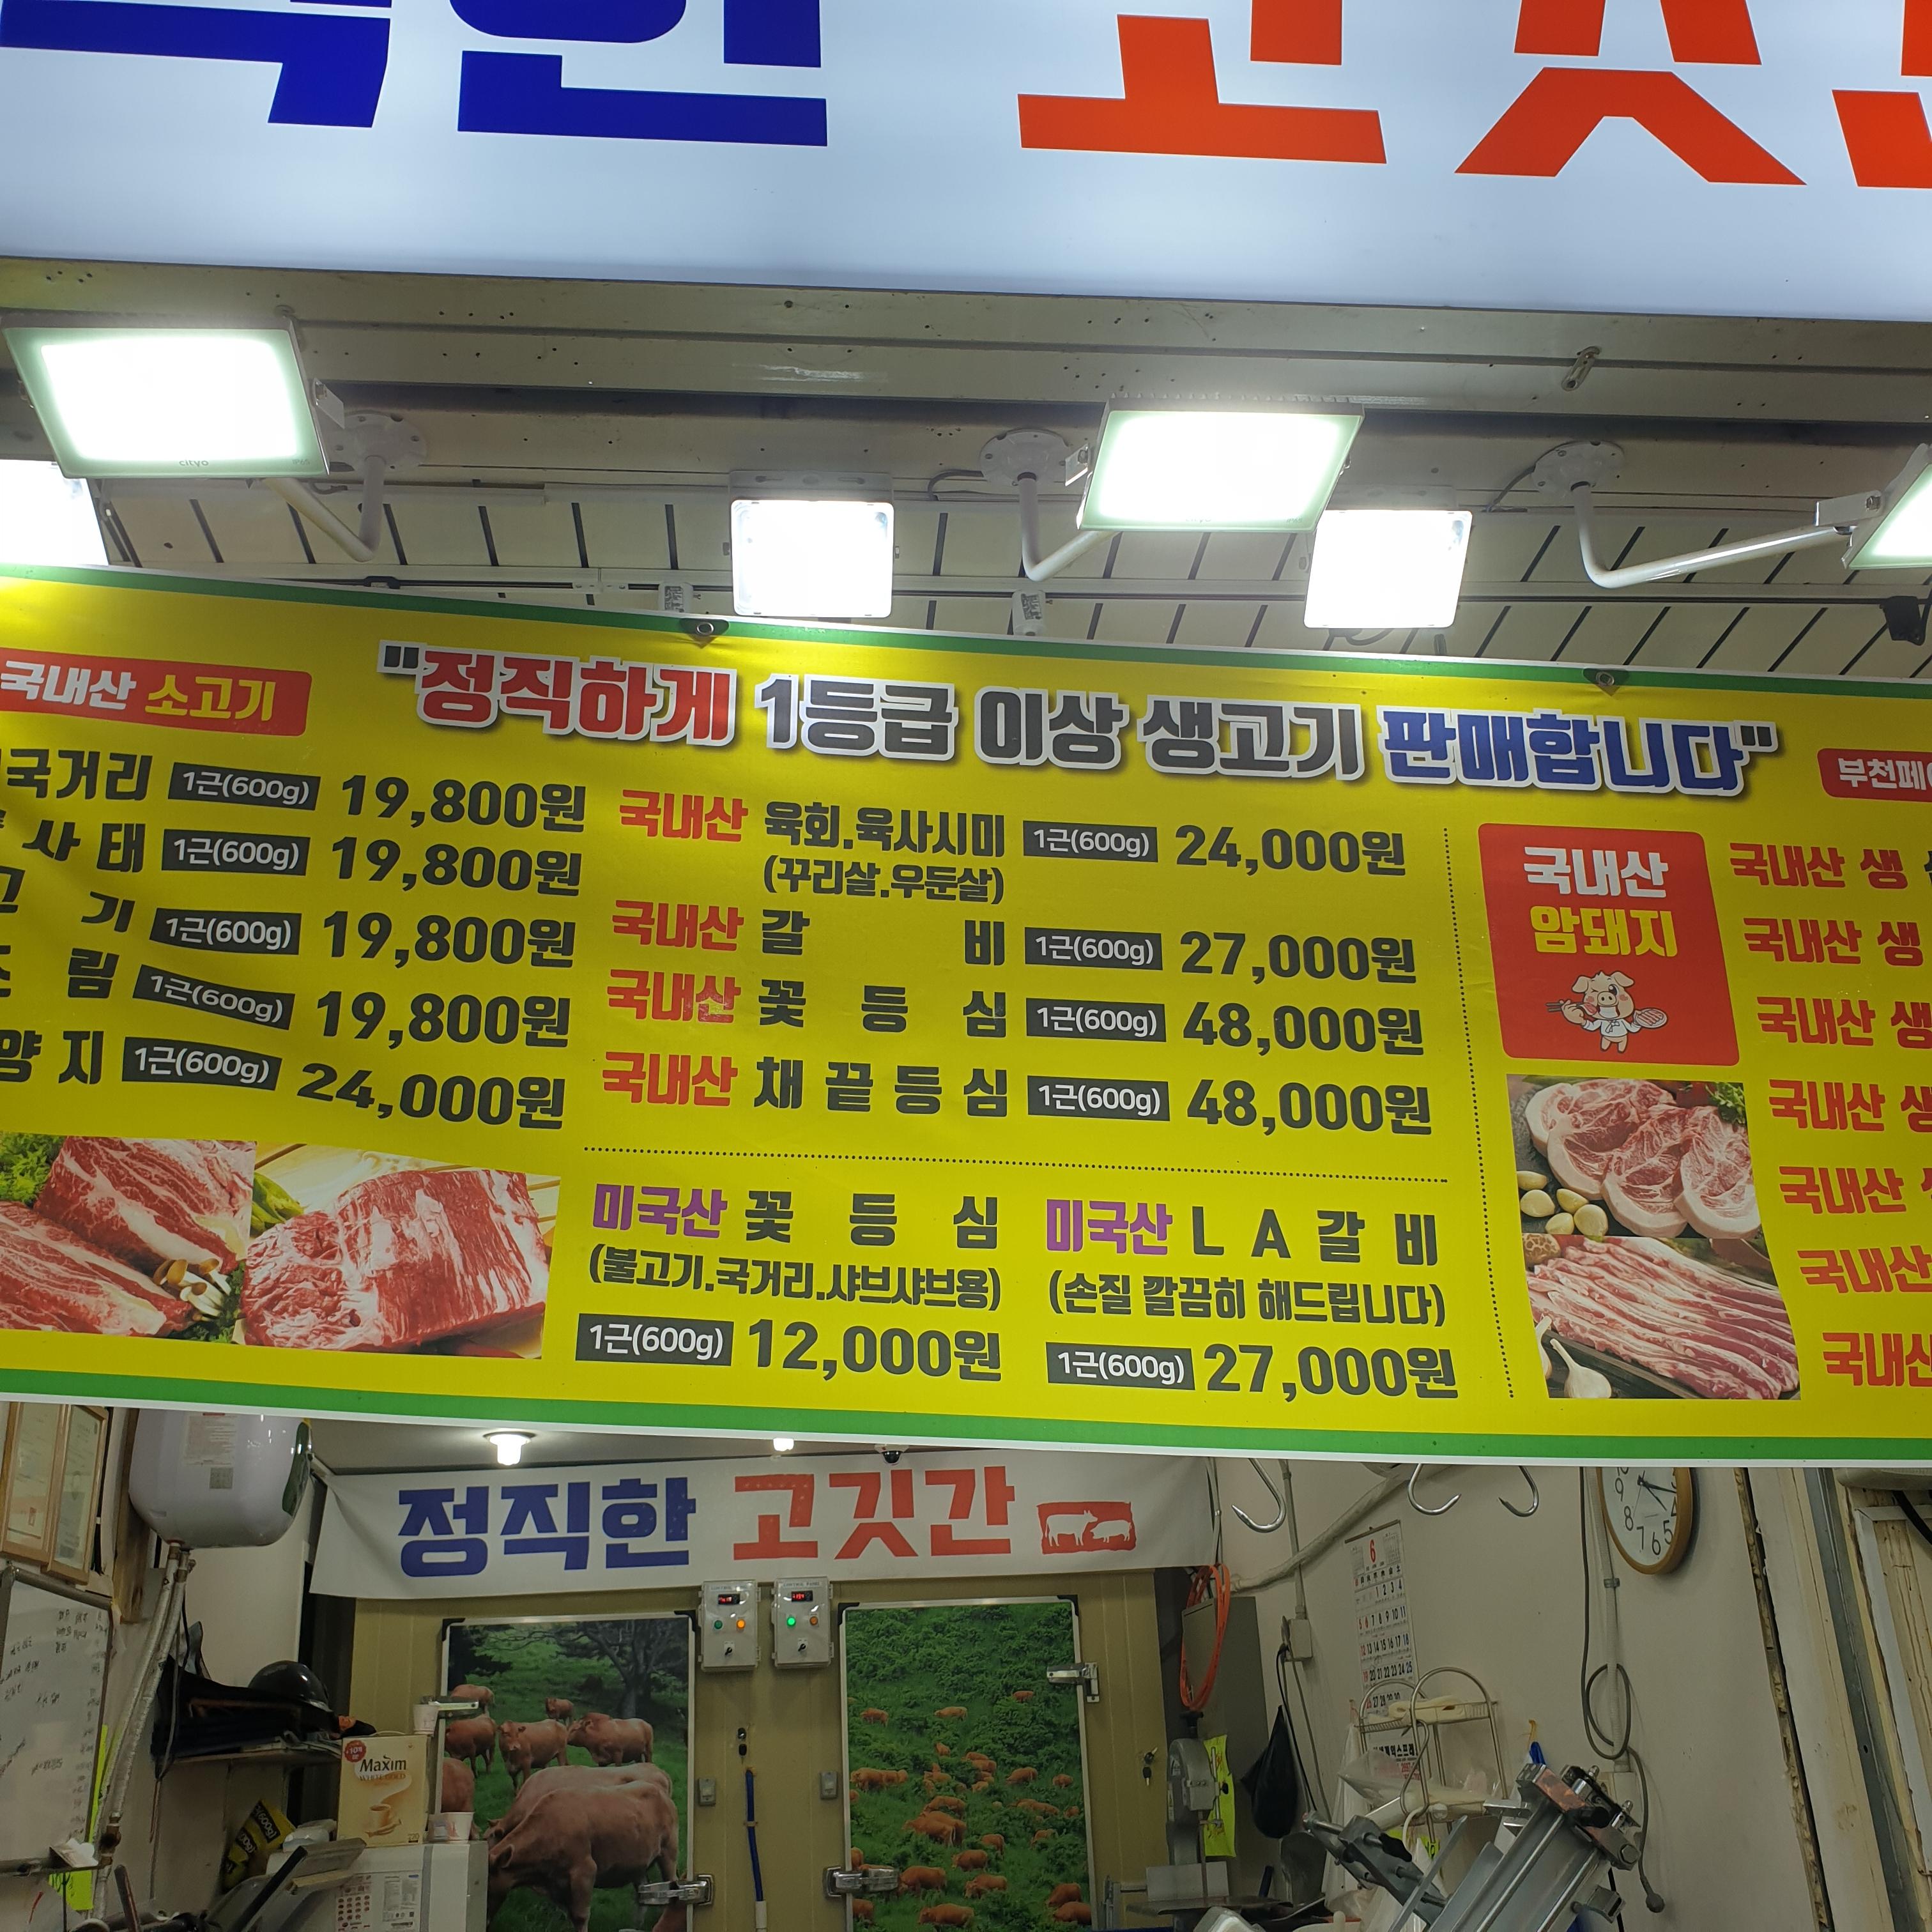 정직하게 1등급 이상 생고기 판매합니다"
국내산 소고기
국거리 1근(600g) 19,800원
사태 1근(600g) 19,800원
기 1근(600g) 19,800원
림 1근(600g) 19,800원
양지 1근(600g) 24,000원
국내산 육회.육사시미 1근(600g) 24,000원
(꾸리살.우둔살)
국내산 갈비 1근(600g) 27,000원
국내산 꽃등심 1근(600g) 48,000원
국내산 채끝등심 1근(600g) 48,000원
미국산 꽃등심
(불고기.국거리.샤브샤브용)
1근(600g) 12,000원
미국산 LA갈비
(손질 깔끔히 해드립니다)
1근(600g) 27,000원
부천페
국내산
암돼지
국내산 생
국내산 생
국내산 생
국내산 생
국내산
국내산
국내산
정직한 고깃간
Maxim